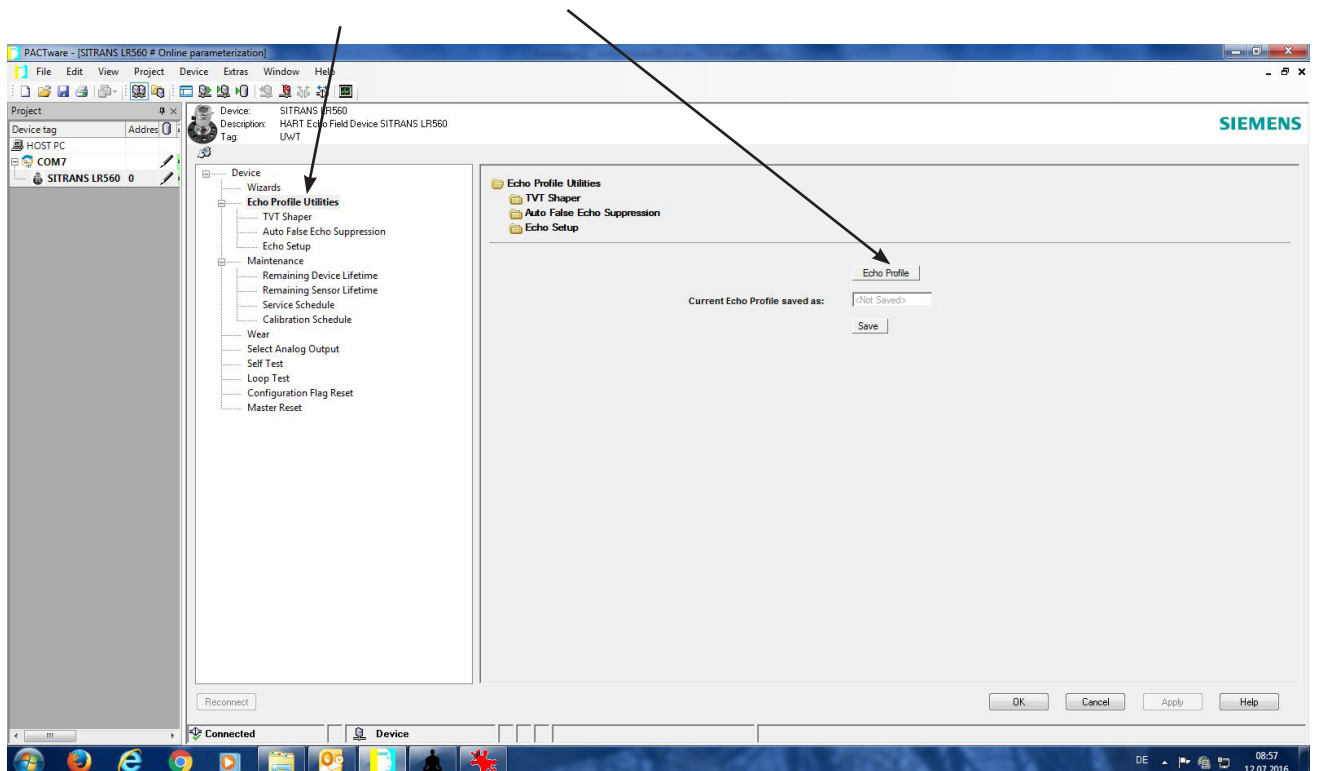 PACTware - [SITRANS LR560 # Online parameterization]
File Edit View Project Device Extras Window Help
Project
Device tag Addres
HOST PC
COM7
SITRANS LR560 0
Device: SITRANS LR560
Description: HART Echo Field Device SITRANS LR560
Tag: UWT
SIEMENS
Device
Wizards
Echo Profile Utilities
TVT Shaper
Auto False Echo Suppression
Echo Setup
Maintenance
Remaining Device Lifetime
Remaining Sensor Lifetime
Service Schedule
Calibration Schedule
Wear
Select Analog Output
Self Test
Loop Test
Configuration Flag Reset
Master Reset
Echo Profile Utilities
TVT Shaper
Auto False Echo Suppression
Echo Setup
Echo Profile
Current Echo Profile saved as: <Not Saved>
Save
Reconnect
OK Cancel Apply Help
Connected Device
DE 08:57
12.07.2016